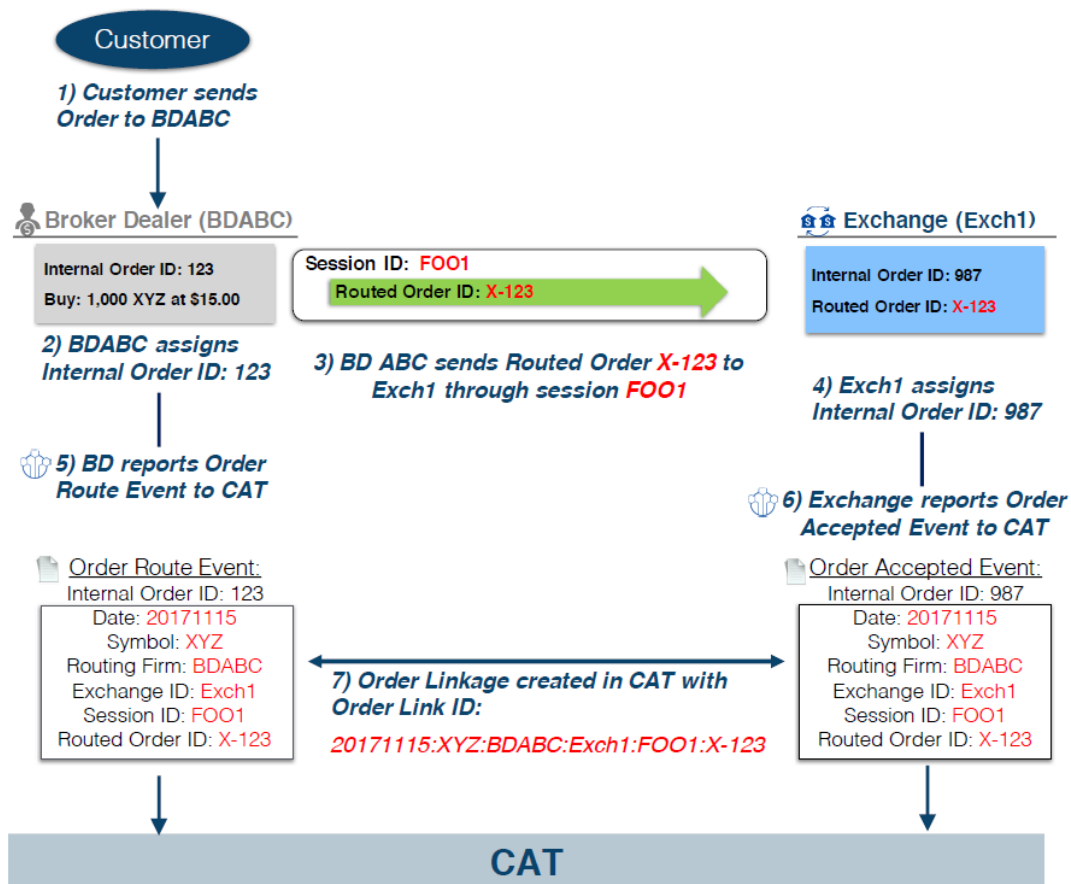 Customer
1) Customer sends
Order to BDABC
Broker Dealer (BDABC)
Internal Order ID: 123
Buy: 1,000 XYZ at $15.00
Session ID: FOO1
Routed Order ID: X-123
Exchange (Exch1)
Internal Order ID: 987
Routed Order ID: X-123
2) BDABC assigns
Internal Order ID: 123
3) BD ABC sends Routed Order X-123 to
Exch1 through session FOO1
4) Exch1 assigns
Internal Order ID: 987
5) BD reports Order
Route Event to CAT
6) Exchange reports Order
Accepted Event to CAT
Order Route Event:
Internal Order ID: 123
Date: 20171115
Symbol: XYZ
Routing Firm: BDABC
Exchange ID: Exch1
Session ID: FOO1
Routed Order ID: X-123
7) Order Linkage created in CAT with
Order Link ID:
20171115:XYZ:BDABC:Exch1:FOO1:X-123
Order Accepted Event:
Internal Order ID: 987
Date: 20171115
Symbol: XYZ
Routing Firm: BDABC
Exchange ID: Exch1
Session ID: FOO1
Routed Order ID: X-123
CAT